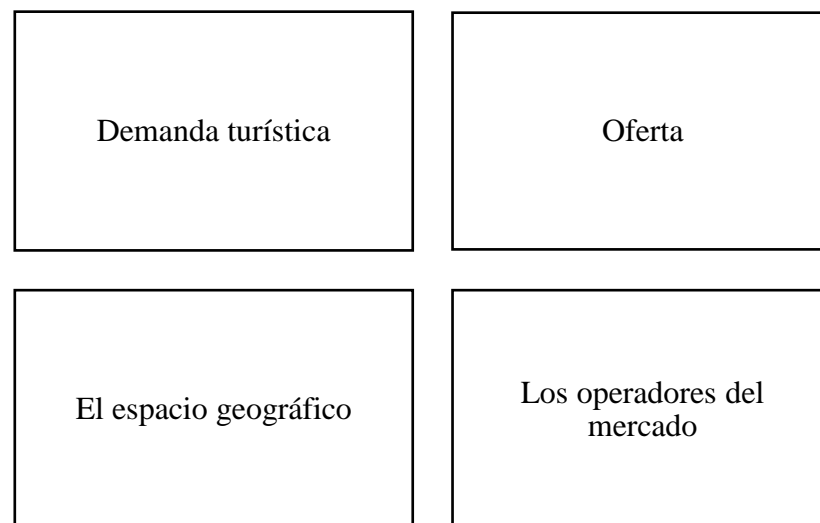 Demanda turística
Oferta
El espacio geográfico
Los operadores del
mercado